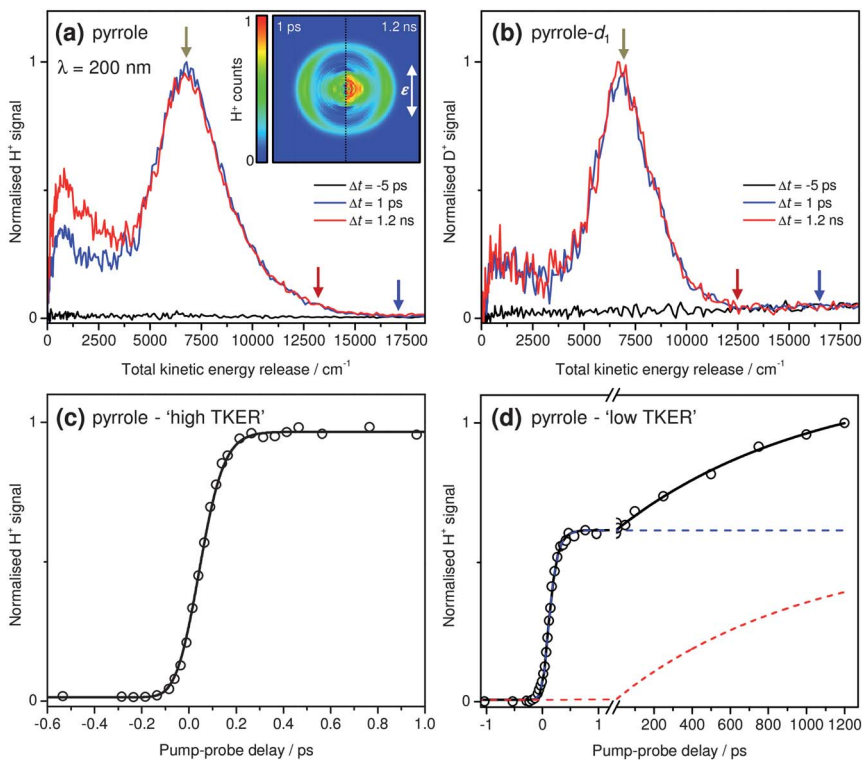 (a) pyrrole
λ = 200 nm
1
H⁺ counts
0
1 ps
1.2 ns
ε
Δt = -5 ps
Δt = 1 ps
Δt = 1.2 ns
Normalised H⁺ signal
1
0
0 2500 5000 7500 10000 12500 15000 17500
Total kinetic energy release / cm⁻¹
(b) pyrrole-d₁
Δt = -5 ps
Δt = 1 ps
Δt = 1.2 ns
Normalised D⁺ signal
1
0
0 2500 5000 7500 10000 12500 15000 17500
Total kinetic energy release / cm⁻¹
(c) pyrrole - ‘high TKER’
Normalised H⁺ signal
1
0
-0.6 -0.4 -0.2 0.0 0.2 0.4 0.6 0.8 1.0
Pump-probe delay / ps
(d) pyrrole - ‘low TKER’
Normalised H⁺ signal
1
0
-1 0 1 200 400 600 800 1000 1200
Pump-probe delay / ps